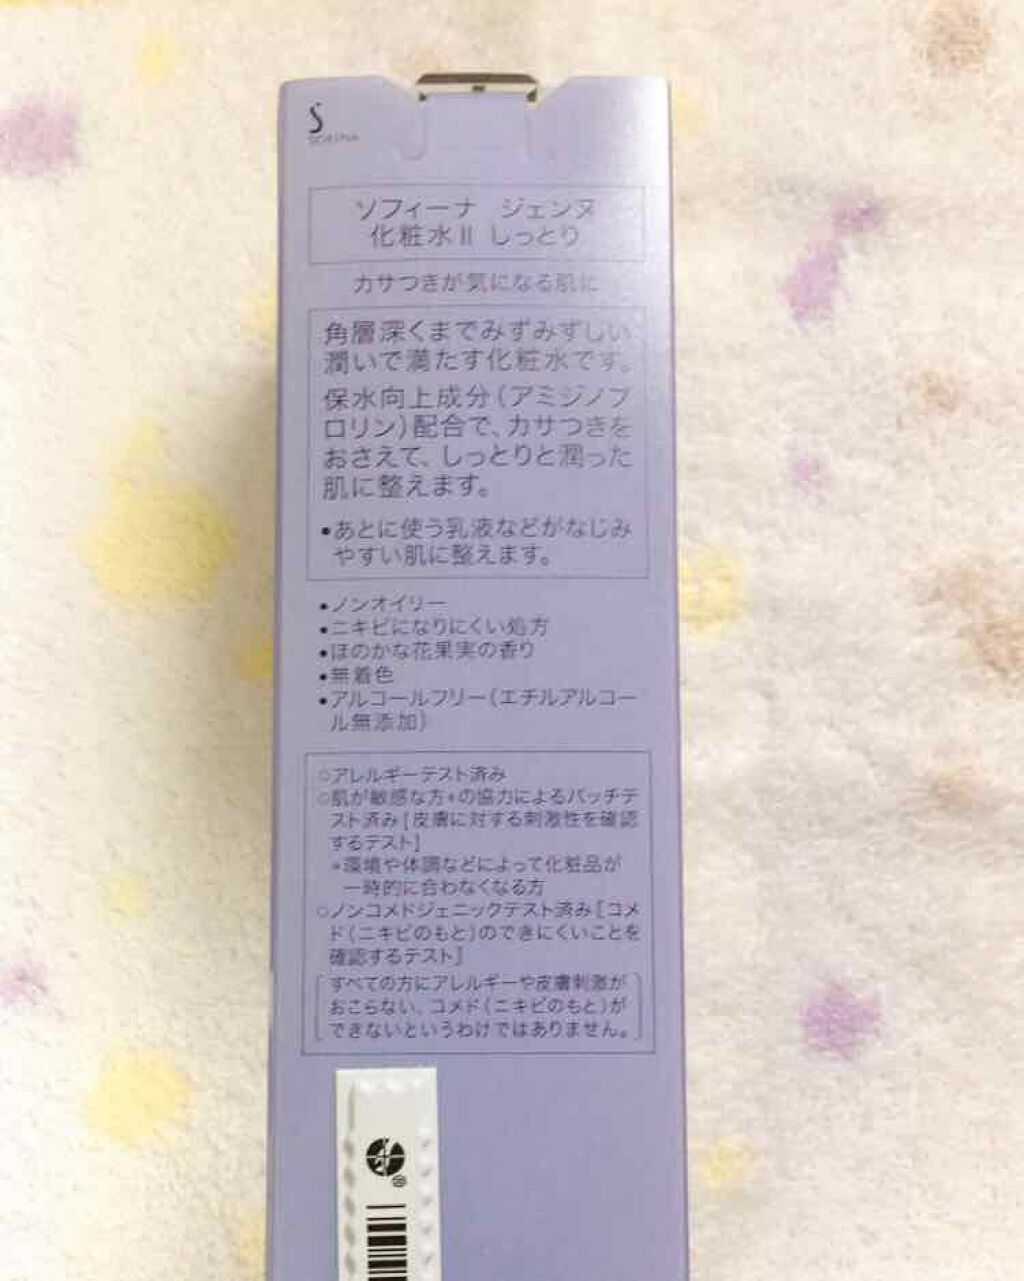 SOFINA
ソフィーナ ジェンヌ
化粧水Ⅱ しっとり
カサつきが気になる肌に
角層深くまでみずみずしい
潤いで満たす化粧水です。
保水向上成分(アミジノプ
ロリン)配合で、カサつきを
おさえて、しっとりと潤った
肌に整えます。
•あとに使う乳液などがなじみ
やすい肌に整えます。
•ノンオイリー
•ニキビになりにくい処方
•ほのかな花果実の香り
•無着色
•アルコールフリー(エチルアルコー
ル無添加)
○アレルギーテスト済み
○肌が敏感な方*の協力によるパッチテ
スト済み[皮膚に対する刺激性を確認
するテスト]
*環境や体調などによって化粧品が
一時的に合わなくなる方
○ノンコメドジェニックテスト済み[コメ
ド(ニキビのもと)のできにくいことを
確認するテスト]
[すべての方にアレルギーや皮膚刺激が
おこらない、コメド(ニキビのもと)が
できないというわけではありません。]